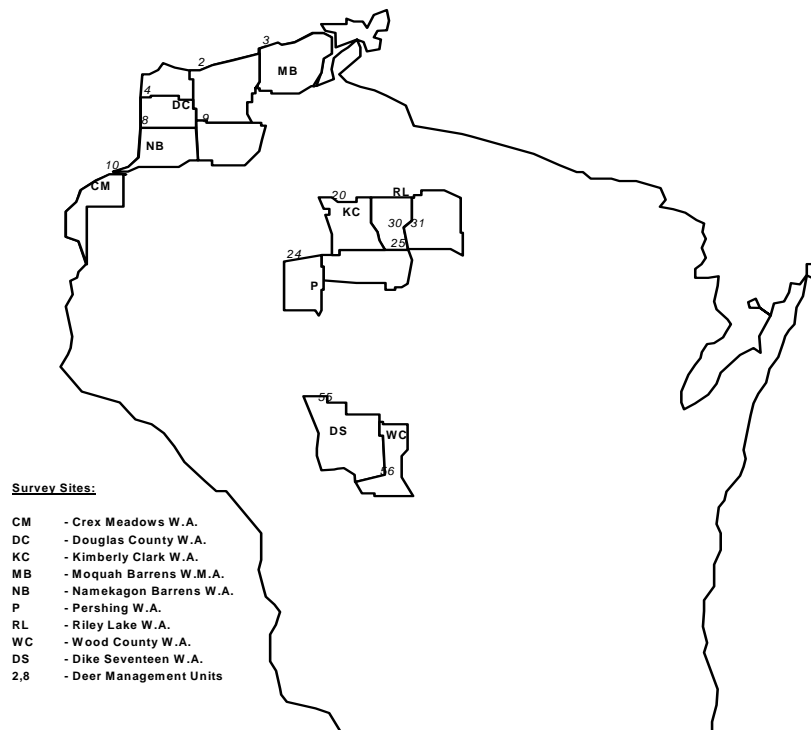 3
2
MB
4
DC
8
9
NB
10
CM
20
RL
KC
30 31
25
24
P
55
DS
WC
56
Survey Sites:
CM - Crex Meadows W.A.
DC - Douglas County W.A.
KC - Kimberly Clark W.A.
MB - Moquah Barrens W.M.A.
NB - Namekagon Barrens W.A.
P - Pershing W.A.
RL - Riley Lake W.A.
WC - Wood County W.A.
DS - Dike Seventeen W.A.
2,8 - Deer Management Units